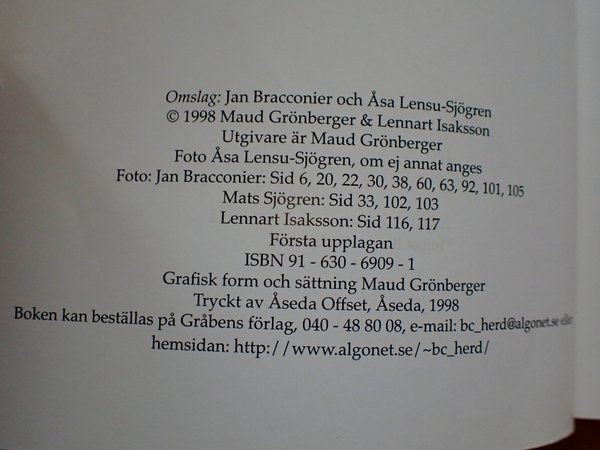 Omslag: Jan Bracconier och Åsa Lensu-Sjögren
© 1998 Maud Grönberger & Lennart Isaksson
Utgivare är Maud Grönberger
Foto Åsa Lensu-Sjögren, om ej annat anges
Foto: Jan Bracconier: Sid 6, 20, 22, 30, 38, 60, 63, 92, 101, 105
Mats Sjögren: Sid 33, 102, 103
Lennart Isaksson: Sid 116, 117
Första upplagan
ISBN 91 - 630 - 6909 - 1
Grafisk form och sättning Maud Grönberger
Tryckt av Åseda Offset, Åseda, 1998
Boken kan beställas på Gråbens förlag, 040 - 48 80 08, e-mail: bc_herd@algonet.se eller
hemsidan: http://www.algonet.se/~bc_herd/